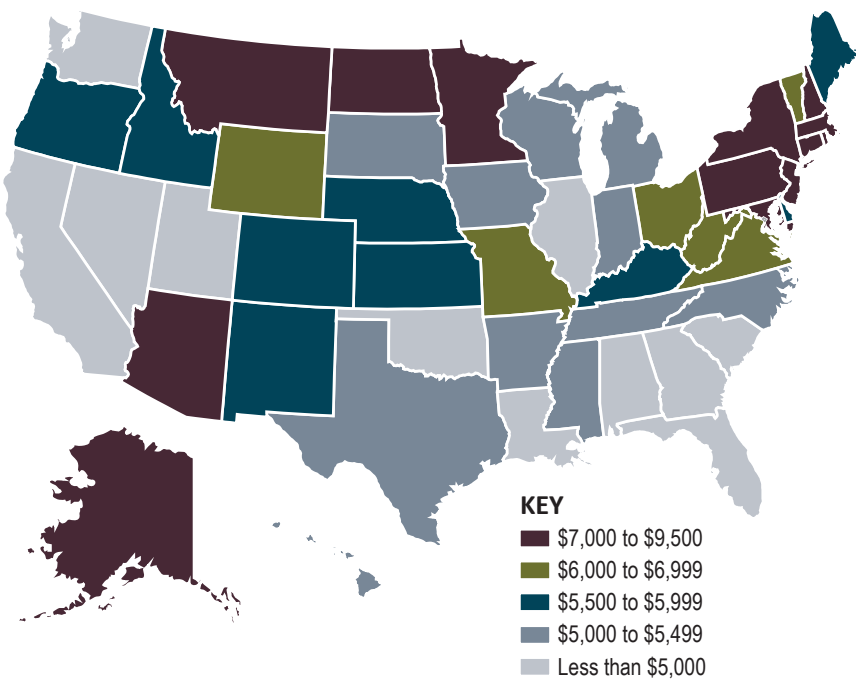 KEY
$7,000 to $9,500
$6,000 to $6,999
$5,500 to $5,999
$5,000 to $5,499
Less than $5,000